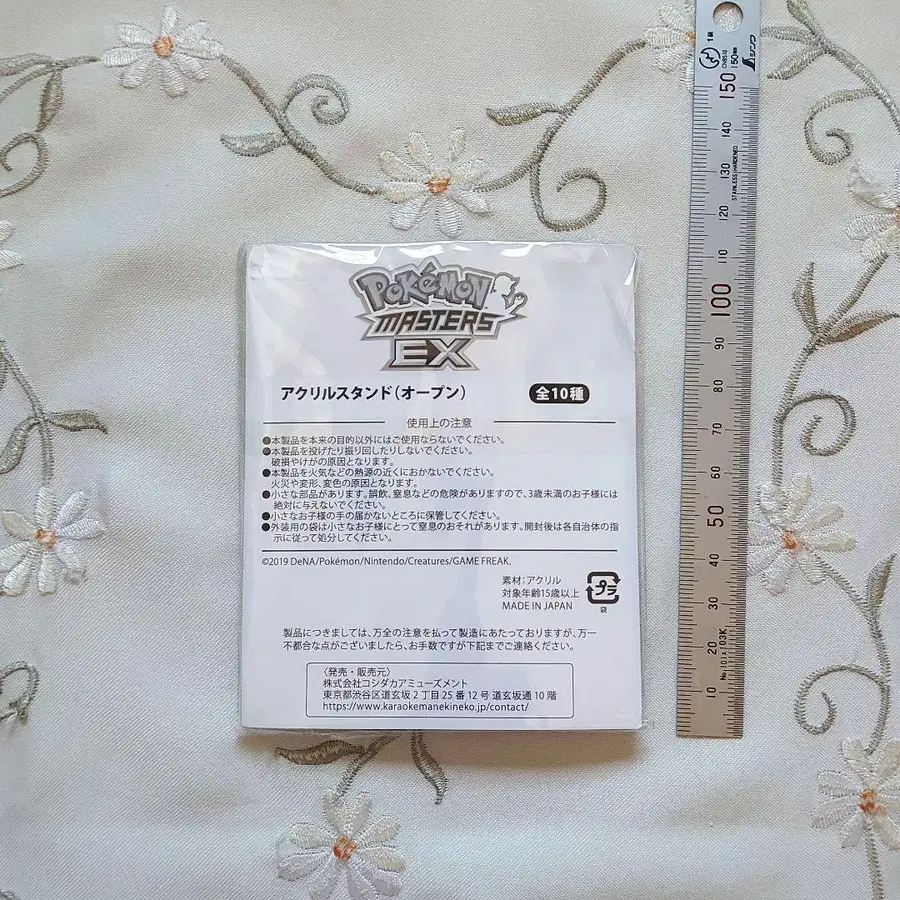 Pokémon
MASTERS
EX
アクリルスタンド(オープン)
全10種
使用上の注意
●本製品を本来の目的以外にはご使用ならないでください。
●本製品を投げたり振り回したりしないでください。
破損やけがの原因となります。
●本製品を火気などの熱源の近くにおかないでください。
火災や変形、変色の原因となります。
●小さな部品があります。誤飲、窒息などの危険がありますので、3歳未満のお子様には
絶対に与えないでください。
●小さなお子様の手の届かないところに保管してください。
●外装用の袋は小さなお子様にとって窒息のおそれがあります。開封後は各自治体の指
示に従って処分してください。
©2019 DeNA/Pokémon/Nintendo/Creatures/GAME FREAK.
素材:アクリル
対象年齢15歳以上
MADE IN JAPAN
プラ
袋
製品につきましては、万全の注意を払って製造にあたっておりますが、万一
不都合な点がございましたら、お手数ですが下記までご連絡ください。
〈発売・販売元〉
株式会社コシダカアミューズメント
東京都渋谷区道玄坂2丁目25番12号 道玄坂通10階
https://www.karaokemanekineko.jp/contact/
シンワ
1級
150mm
150
140
130
STAINLESS HARDENED
120
110
100
90
80
70
60
50
40
30
20
10